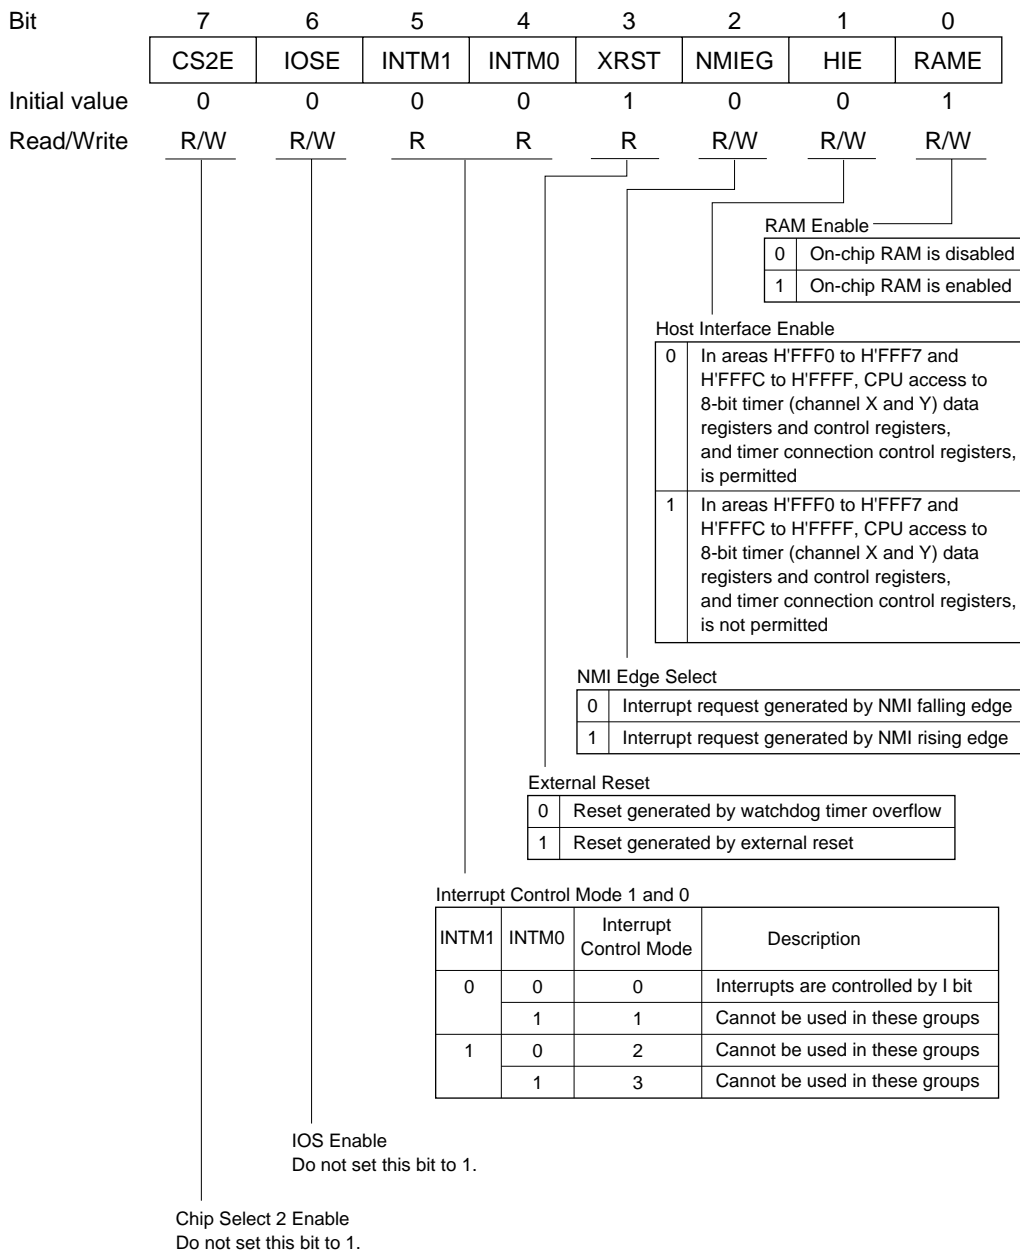 Bit 7 6 5 4 3 2 1 0
CS2E IOSE INTM1 INTM0 XRST NMIEG HIE RAME
Initial value 0 0 0 0 1 0 0 1
Read/Write R/W R/W R R R R/W R/W R/W
RAM Enable
0 On-chip RAM is disabled
1 On-chip RAM is enabled
Host Interface Enable
0 In areas H'FFF0 to H'FFF7 and
H'FFFC to H'FFFF, CPU access to
8-bit timer (channel X and Y) data
registers and control registers,
and timer connection control registers,
is permitted
1 In areas H'FFF0 to H'FFF7 and
H'FFFC to H'FFFF, CPU access to
8-bit timer (channel X and Y) data
registers and control registers,
and timer connection control registers,
is not permitted
NMI Edge Select
0 Interrupt request generated by NMI falling edge
1 Interrupt request generated by NMI rising edge
External Reset
0 Reset generated by watchdog timer overflow
1 Reset generated by external reset
Interrupt Control Mode 1 and 0
INTM1 INTM0 Interrupt
Control Mode Description
0 0 0 Interrupts are controlled by I bit
1 1 Cannot be used in these groups
1 0 2 Cannot be used in these groups
1 3 Cannot be used in these groups
IOS Enable
Do not set this bit to 1.
Chip Select 2 Enable
Do not set this bit to 1.